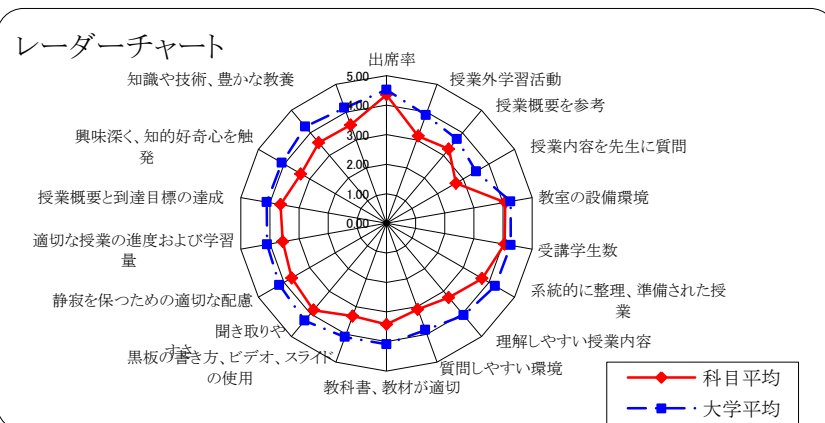 レーダーチャート
出席率
授業外学習活動
授業概要を参考
授業内容を先生に質問
教室の設備環境
受講学生数
系統的に整理、準備された授
業
理解しやすい授業内容
質問しやすい環境
教科書、教材が適切
黒板の書き方、ビデオ、スライド
の使用
聞き取りや
すさ
静寂を保つための適切な配慮
適切な授業の進度および学習
量
授業概要と到達目標の達成
興味深く、知的好奇心を触
発
知識や技術、豊かな教養
5.00
4.00
3.00
2.00
1.00
0.00
科目平均
大学平均